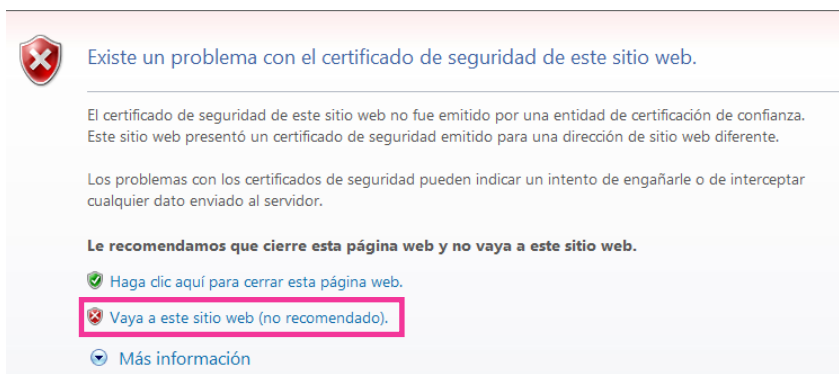 Existe un problema con el certificado de seguridad de este sitio web.
El certificado de seguridad de este sitio web no fue emitido por una entidad de certificación de confianza.
Este sitio web presentó un certificado de seguridad emitido para una dirección de sitio web diferente.
Los problemas con los certificados de seguridad pueden indicar un intento de engañarle o de interceptar
cualquier dato enviado al servidor.
Le recomendamos que cierre esta página web y no vaya a este sitio web.
Haga clic aquí para cerrar esta página web.
Vaya a este sitio web (no recomendado).
Más información